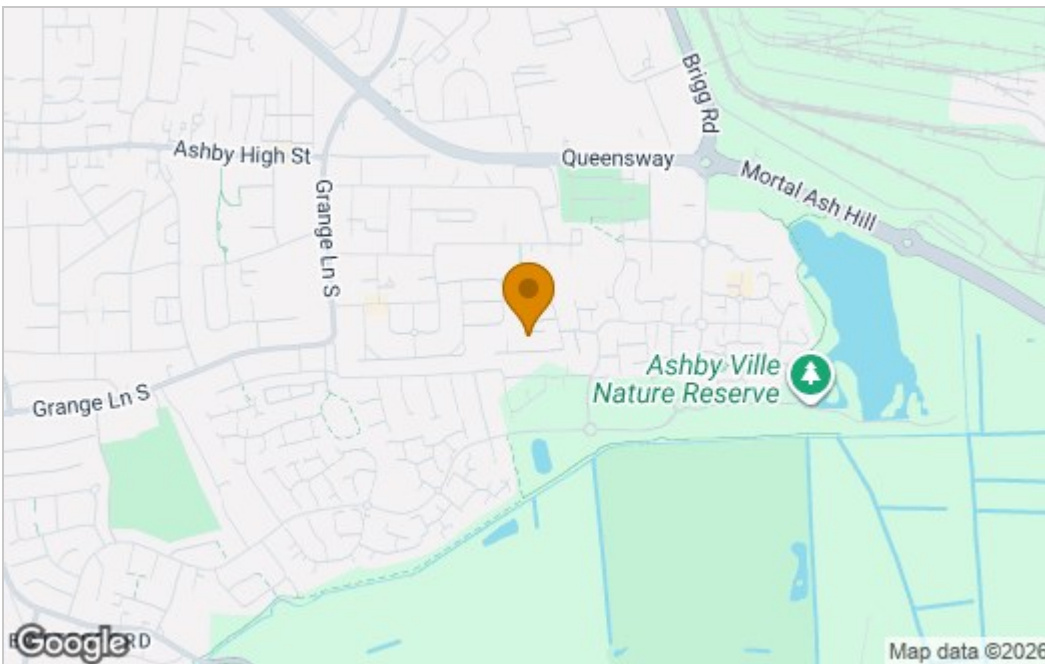 Brigg Rd
Ashby High St
Queensway
Mortal Ash Hill
Grange Ln S
Ashby Ville
Nature Reserve
Grange Ln S
RD
Google
Map data ©2026